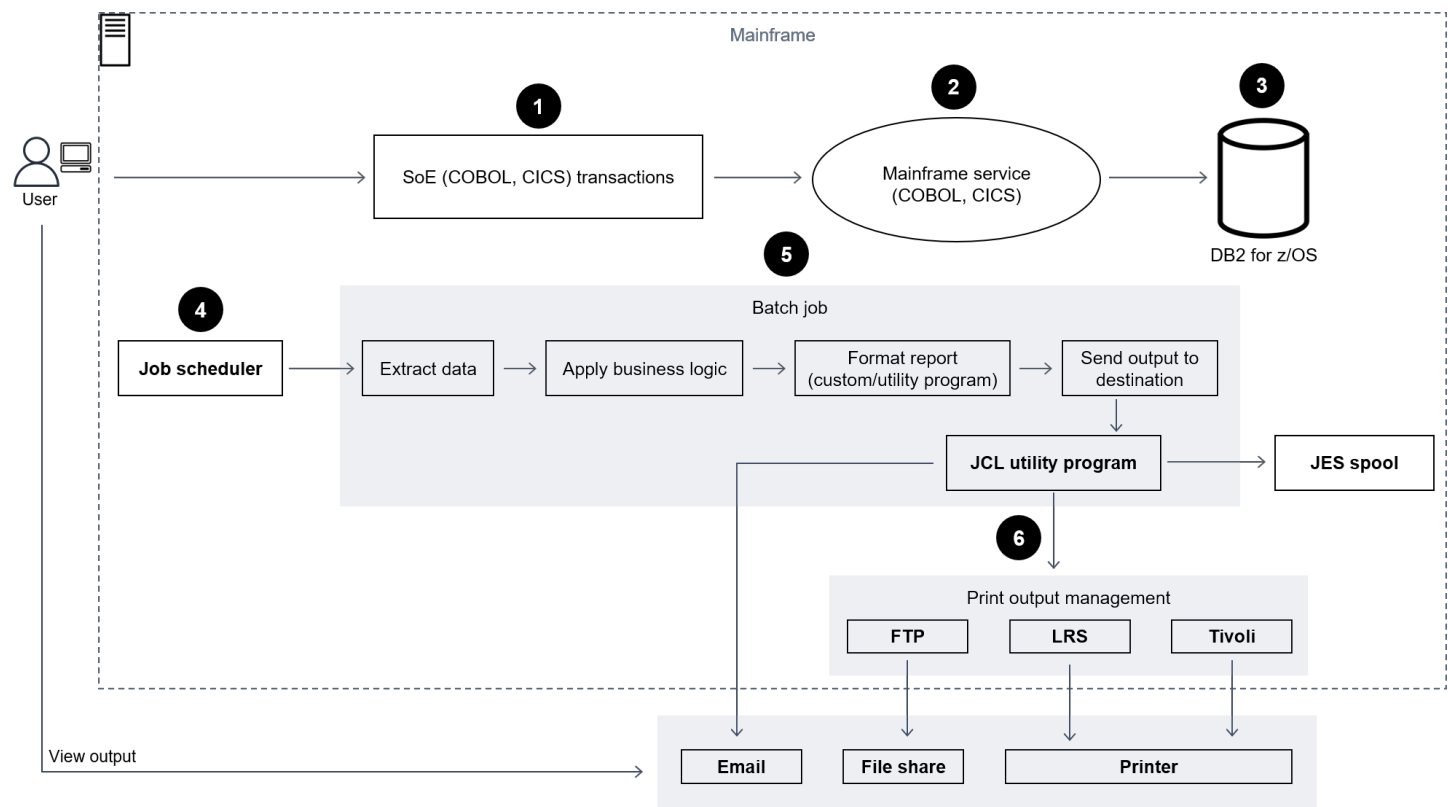 Mainframe
1
2
3
User
SoE (COBOL, CICS) transactions
Mainframe service
(COBOL, CICS)
DB2 for z/OS
4
5
Batch job
Job scheduler
Extract data
Apply business logic
Format report
(custom/utility program)
Send output to
destination
JCL utility program
JES spool
6
Print output management
FTP
LRS
Tivoli
View output
Email
File share
Printer